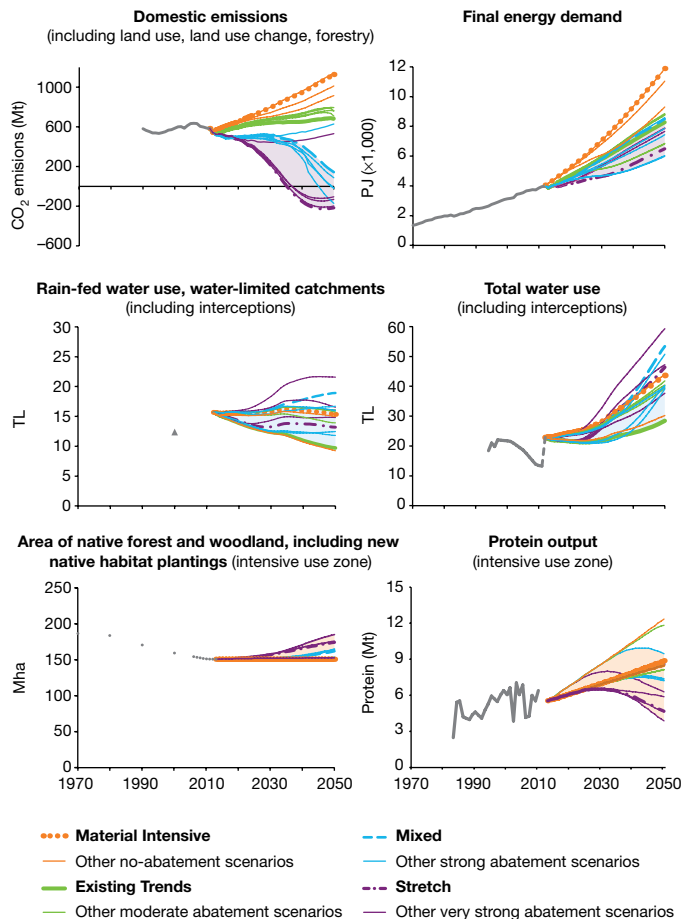 Domestic emissions
(including land use, land use change, forestry)
CO2 emissions (Mt)
1000
600
200
−200
−600
Final energy demand
PJ (×1,000)
12
10
8
6
4
2
0
Rain-fed water use, water-limited catchments
(including interceptions)
TL
30
25
20
15
10
5
0
Total water use
(including interceptions)
TL
60
50
40
30
20
10
0
Area of native forest and woodland, including new
native habitat plantings (intensive use zone)
Mha
250
200
150
100
50
0
1970 1990 2010 2030 2050
Protein output
(intensive use zone)
Protein (Mt)
15
12
9
6
3
0
1970 1990 2010 2030 2050
Material Intensive
Other no-abatement scenarios
Existing Trends
Other moderate abatement scenarios
Mixed
Other strong abatement scenarios
Stretch
Other very strong abatement scenarios